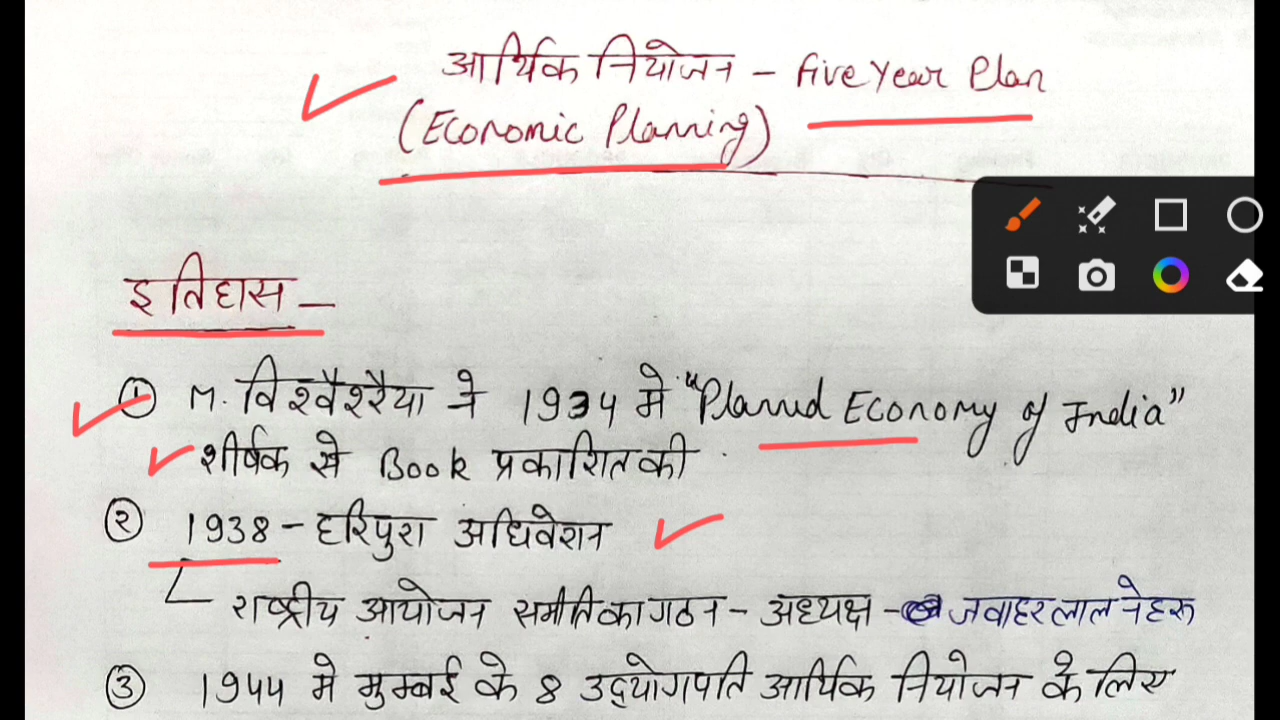 आर्थिक नियोजन - Five Year Plan
(Economic Planning)
इतिहास -
① M. विश्वैश्रैया ने 1934 मे "Planned Economy of India"
शीर्षक से Book प्रकाशित की
② 1938 - हरिपुरा अधिवेशन
राष्ट्रीय आयोजन समीति का गठन - अध्यक्ष - जवाहर लाल नेहरू
③ 1944 मे मुम्बई के 8 उद्योगपति आर्थिक नियोजन के लिए